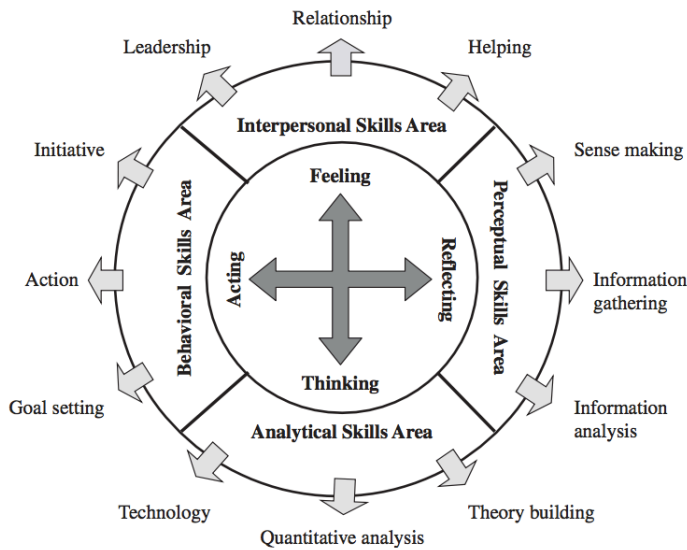 Relationship
Leadership
Helping
Interpersonal Skills Area
Initiative
Sense making
Feeling
Behavioral Skills Area
Acting
Reflecting
Perceptual Skills Area
Action
Information
gathering
Thinking
Goal setting
Information
analysis
Analytical Skills Area
Technology
Theory building
Quantitative analysis